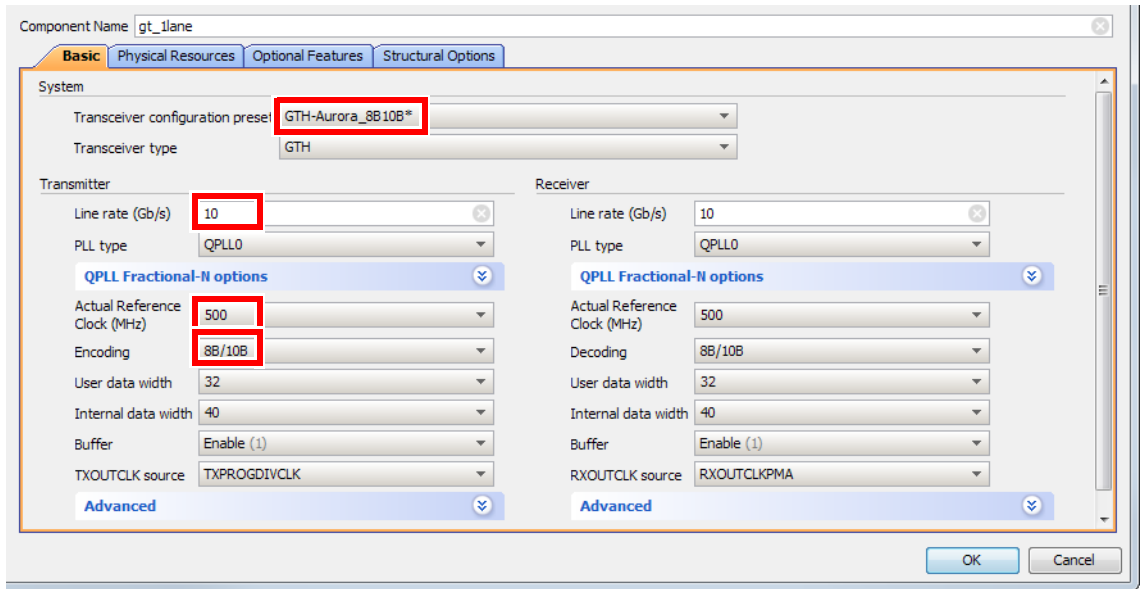 Component Name gt_1lane
Basic Physical Resources Optional Features Structural Options
System
Transceiver configuration preset GTH-Aurora_8B10B*
Transceiver type GTH
Transmitter Receiver
Line rate (Gb/s) 10 Line rate (Gb/s) 10
PLL type QPLL0 PLL type QPLL0
QPLL Fractional-N options QPLL Fractional-N options
Actual Reference
Clock (MHz) 500 Actual Reference
Clock (MHz) 500
Encoding 8B/10B Decoding 8B/10B
User data width 32 User data width 32
Internal data width 40 Internal data width 40
Buffer Enable (1) Buffer Enable (1)
TXOUTCLK source TXPROGDIVCLK RXOUTCLK source RXOUTCLKPMA
Advanced Advanced
OK Cancel